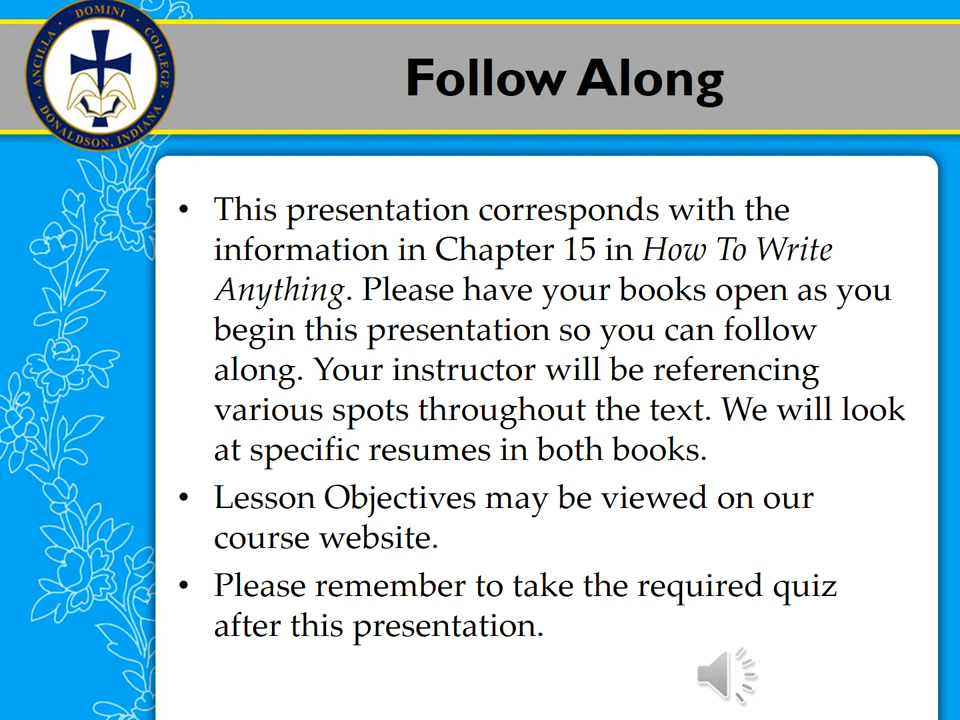 ANCILLA DOMINI COLLEGE
DONALDSON, INDIANA
Follow Along
• This presentation corresponds with the
information in Chapter 15 in How To Write
Anything. Please have your books open as you
begin this presentation so you can follow
along. Your instructor will be referencing
various spots throughout the text. We will look
at specific resumes in both books.
• Lesson Objectives may be viewed on our
course website.
• Please remember to take the required quiz
after this presentation.